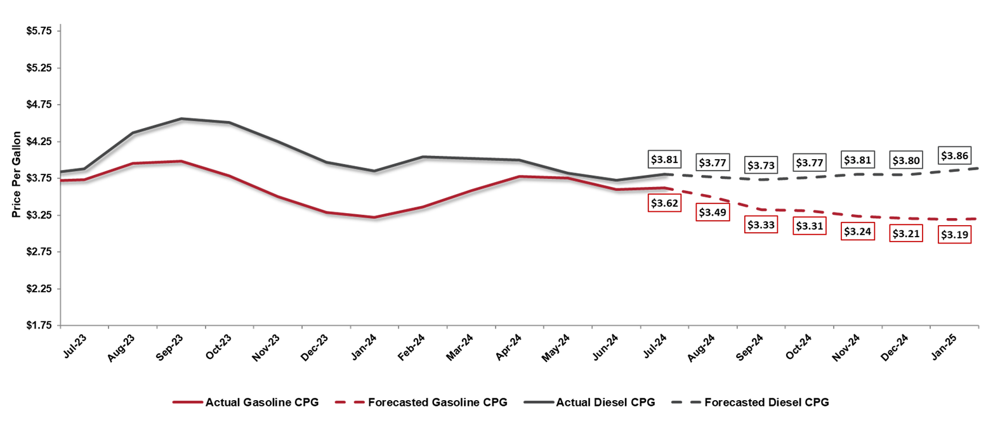 $5.75
$5.25
$4.75
$4.25
$3.75
$3.25
$2.75
$2.25
$1.75
Price Per Gallon
$3.81
$3.77
$3.73
$3.77
$3.81
$3.80
$3.86
$3.62
$3.49
$3.33
$3.31
$3.24
$3.21
$3.19
Jul-23
Aug-23
Sep-23
Oct-23
Nov-23
Dec-23
Jan-24
Feb-24
Mar-24
Apr-24
May-24
Jun-24
Jul-24
Aug-24
Sep-24
Oct-24
Nov-24
Dec-24
Jan-25
Actual Gasoline CPG
Forecasted Gasoline CPG
Actual Diesel CPG
Forecasted Diesel CPG